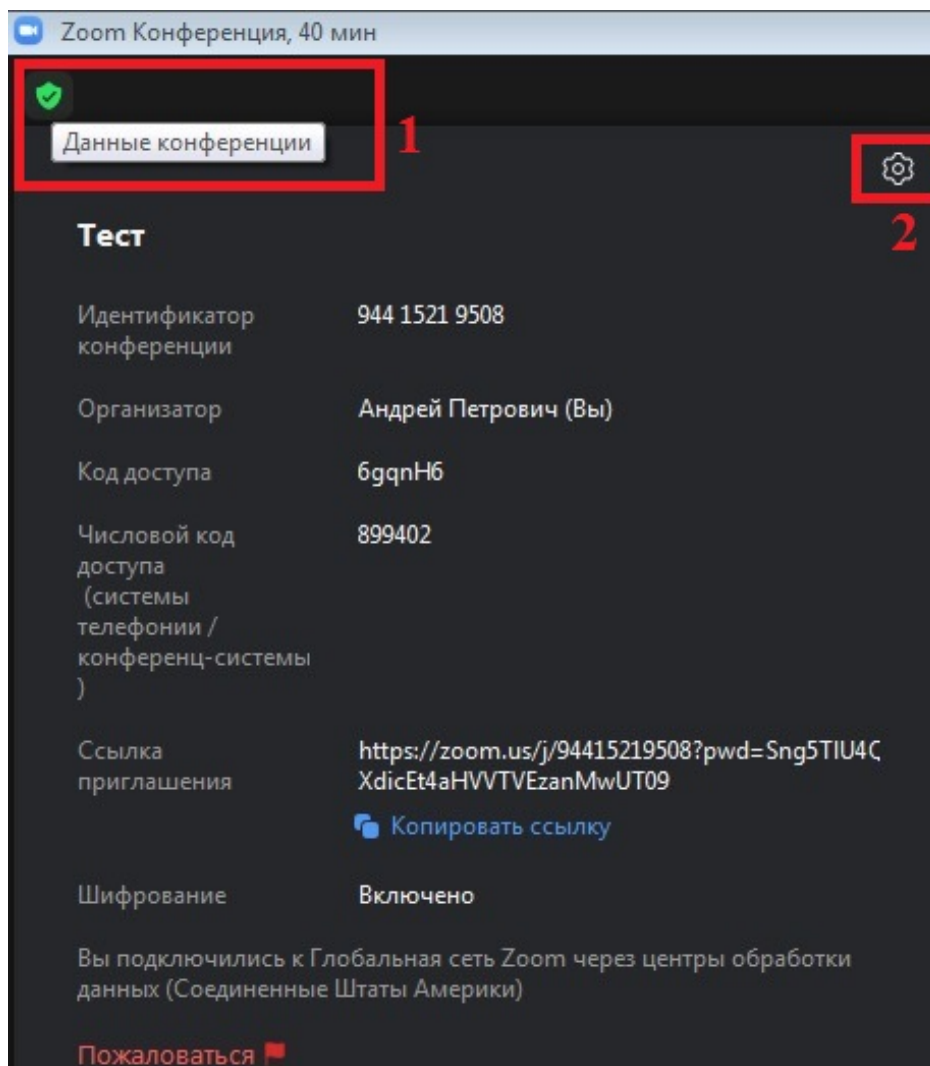 Zoom Конференция, 40 мин
Данные конференции
1
2
Тест
Идентификатор
конференции
944 1521 9508
Организатор
Андрей Петрович (Вы)
Код доступа
6gqnH6
Числовой код
доступа
(системы
телефонии /
конференц-системы
)
899402
Ссылка
приглашения
https://zoom.us/j/94415219508?pwd=Sng5TlU4C
XdicEt4aHVVTVEzanMwUT09
Копировать ссылку
Шифрование
Включено
Вы подключились к Глобальная сеть Zoom через центры обработки
данных (Соединенные Штаты Америки)
Пожаловаться